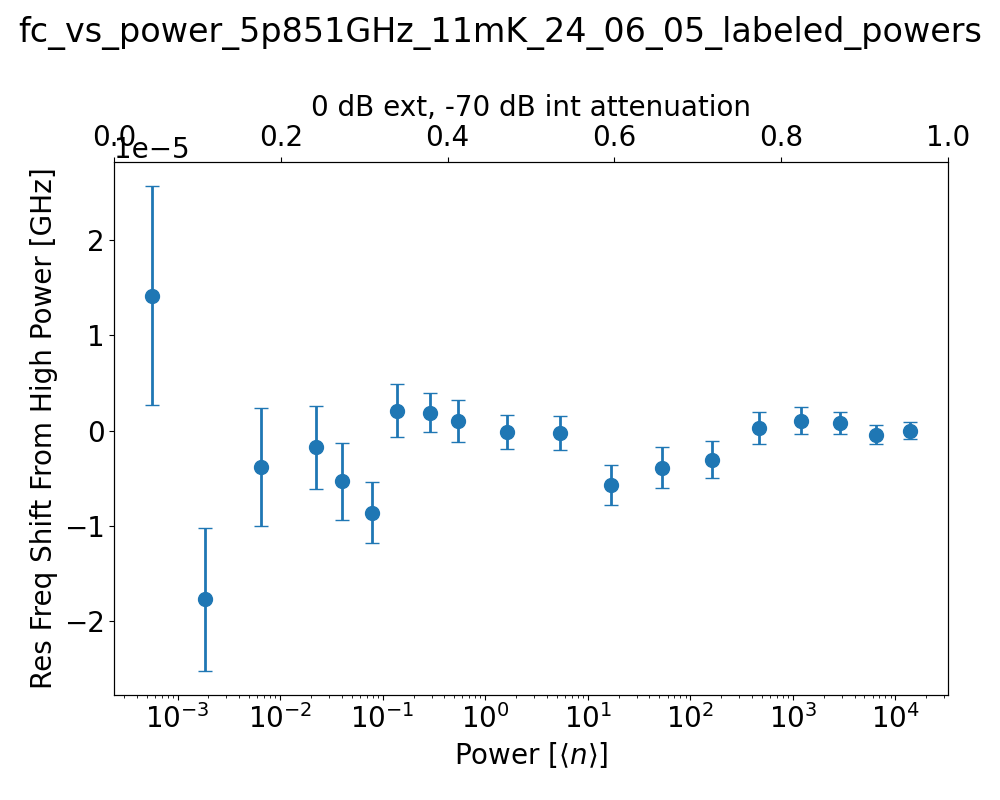 fc_vs_power_5p851GHz_11mK_24_06_05_labeled_powers
0 dB ext, -70 dB int attenuation
0.0 0.2 0.4 0.6 0.8 1.0
1e−5
Res Freq Shift From High Power [GHz]
2
1
0
−1
−2
10⁻³ 10⁻² 10⁻¹ 10⁰ 10¹ 10² 10³ 10⁴
Power [⟨n⟩]